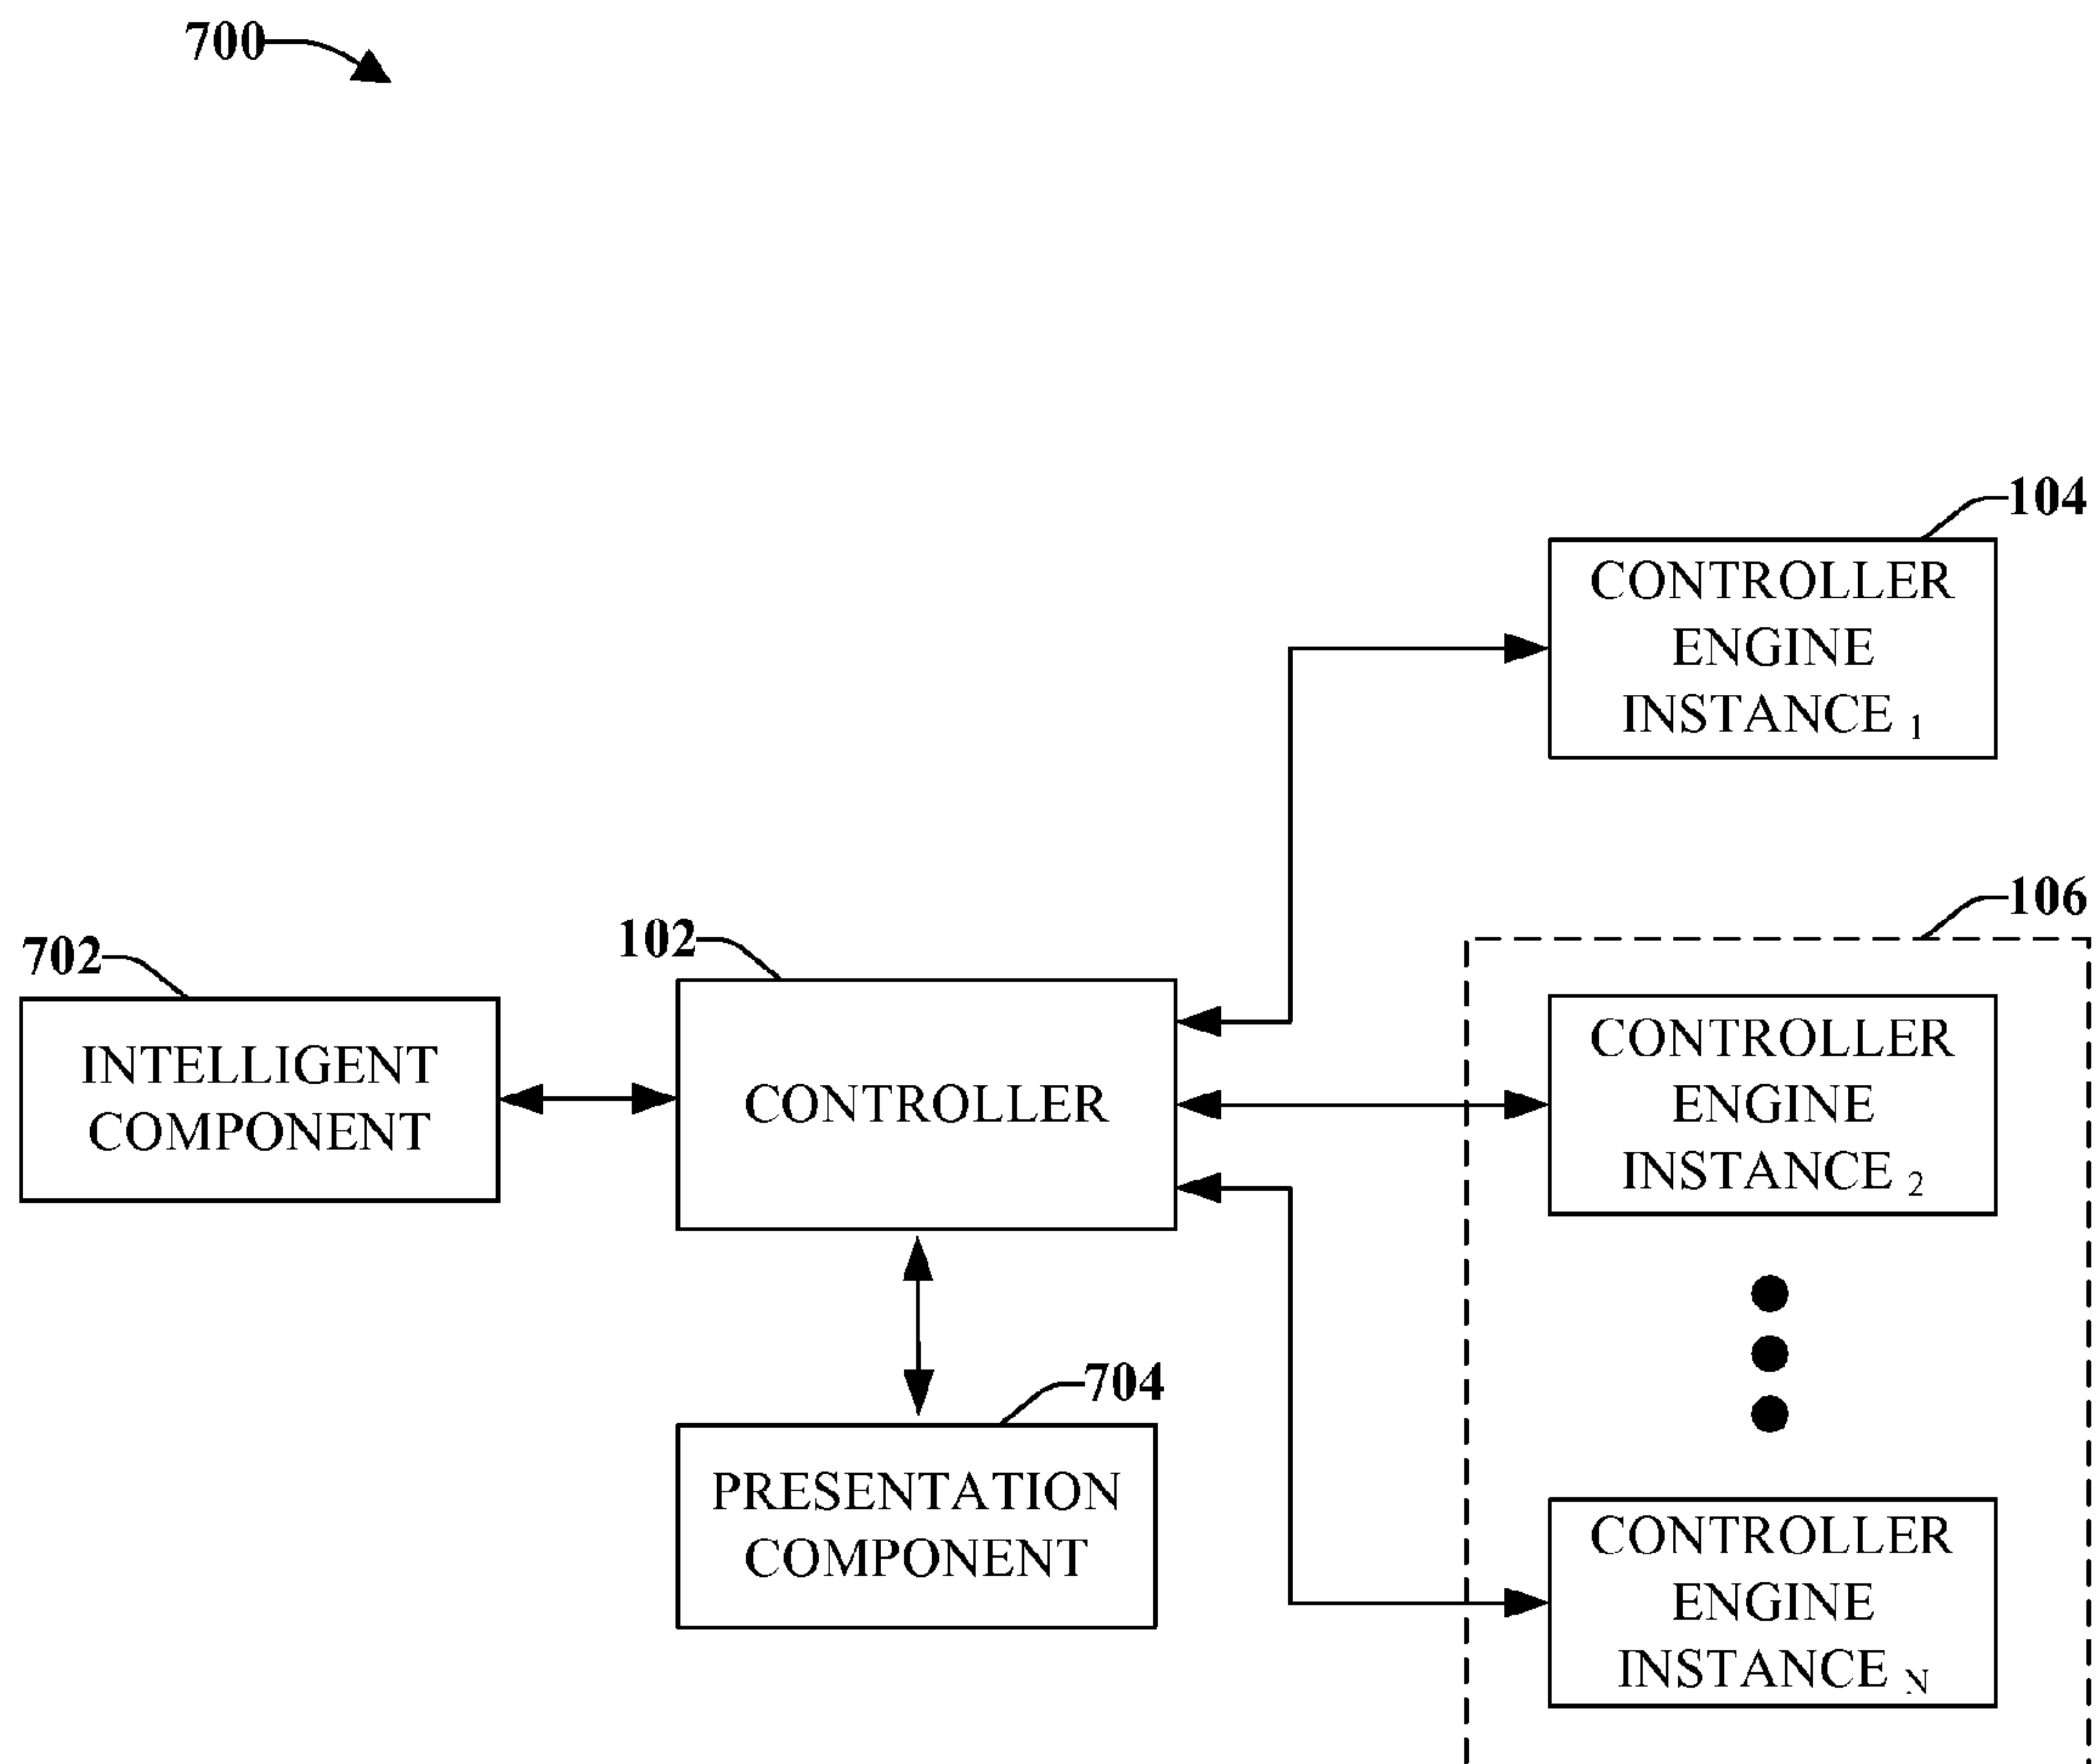 700
104
CONTROLLER
ENGINE
INSTANCE 1
106
702
102
INTELLIGENT
COMPONENT
CONTROLLER
CONTROLLER
ENGINE
INSTANCE 2
704
PRESENTATION
COMPONENT
CONTROLLER
ENGINE
INSTANCE N